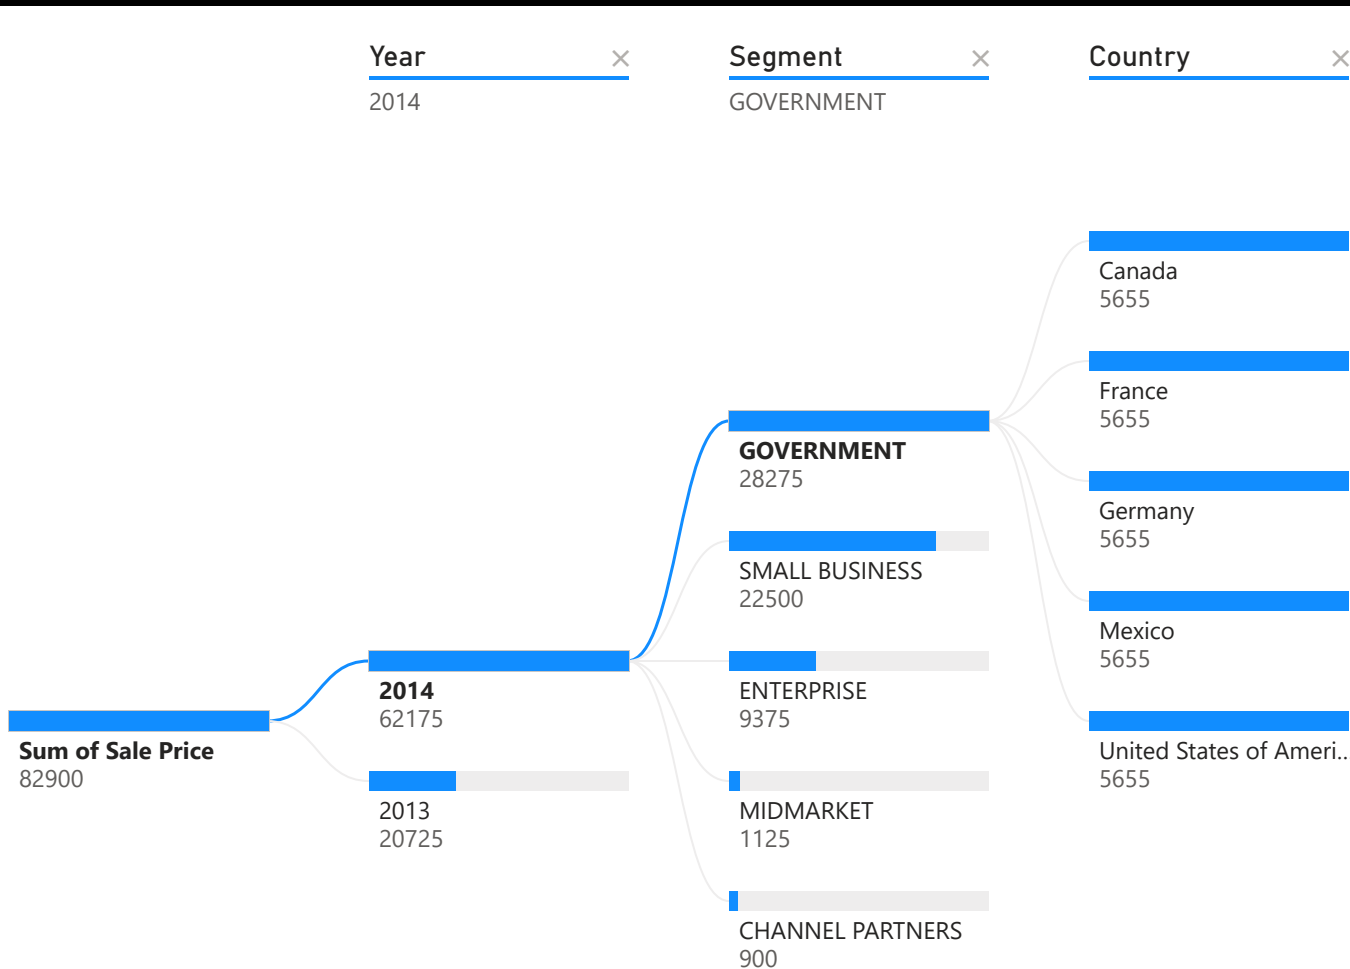 Year
Segment
Country
2014
GOVERNMENT
Canada
5655
France
5655
GOVERNMENT
28275
Germany
5655
SMALL BUSINESS
22500
Mexico
5655
2014
62175
ENTERPRISE
9375
Sum of Sale Price
82900
United States of Ameri..
5655
2013
20725
MIDMARKET
1125
CHANNEL PARTNERS
900